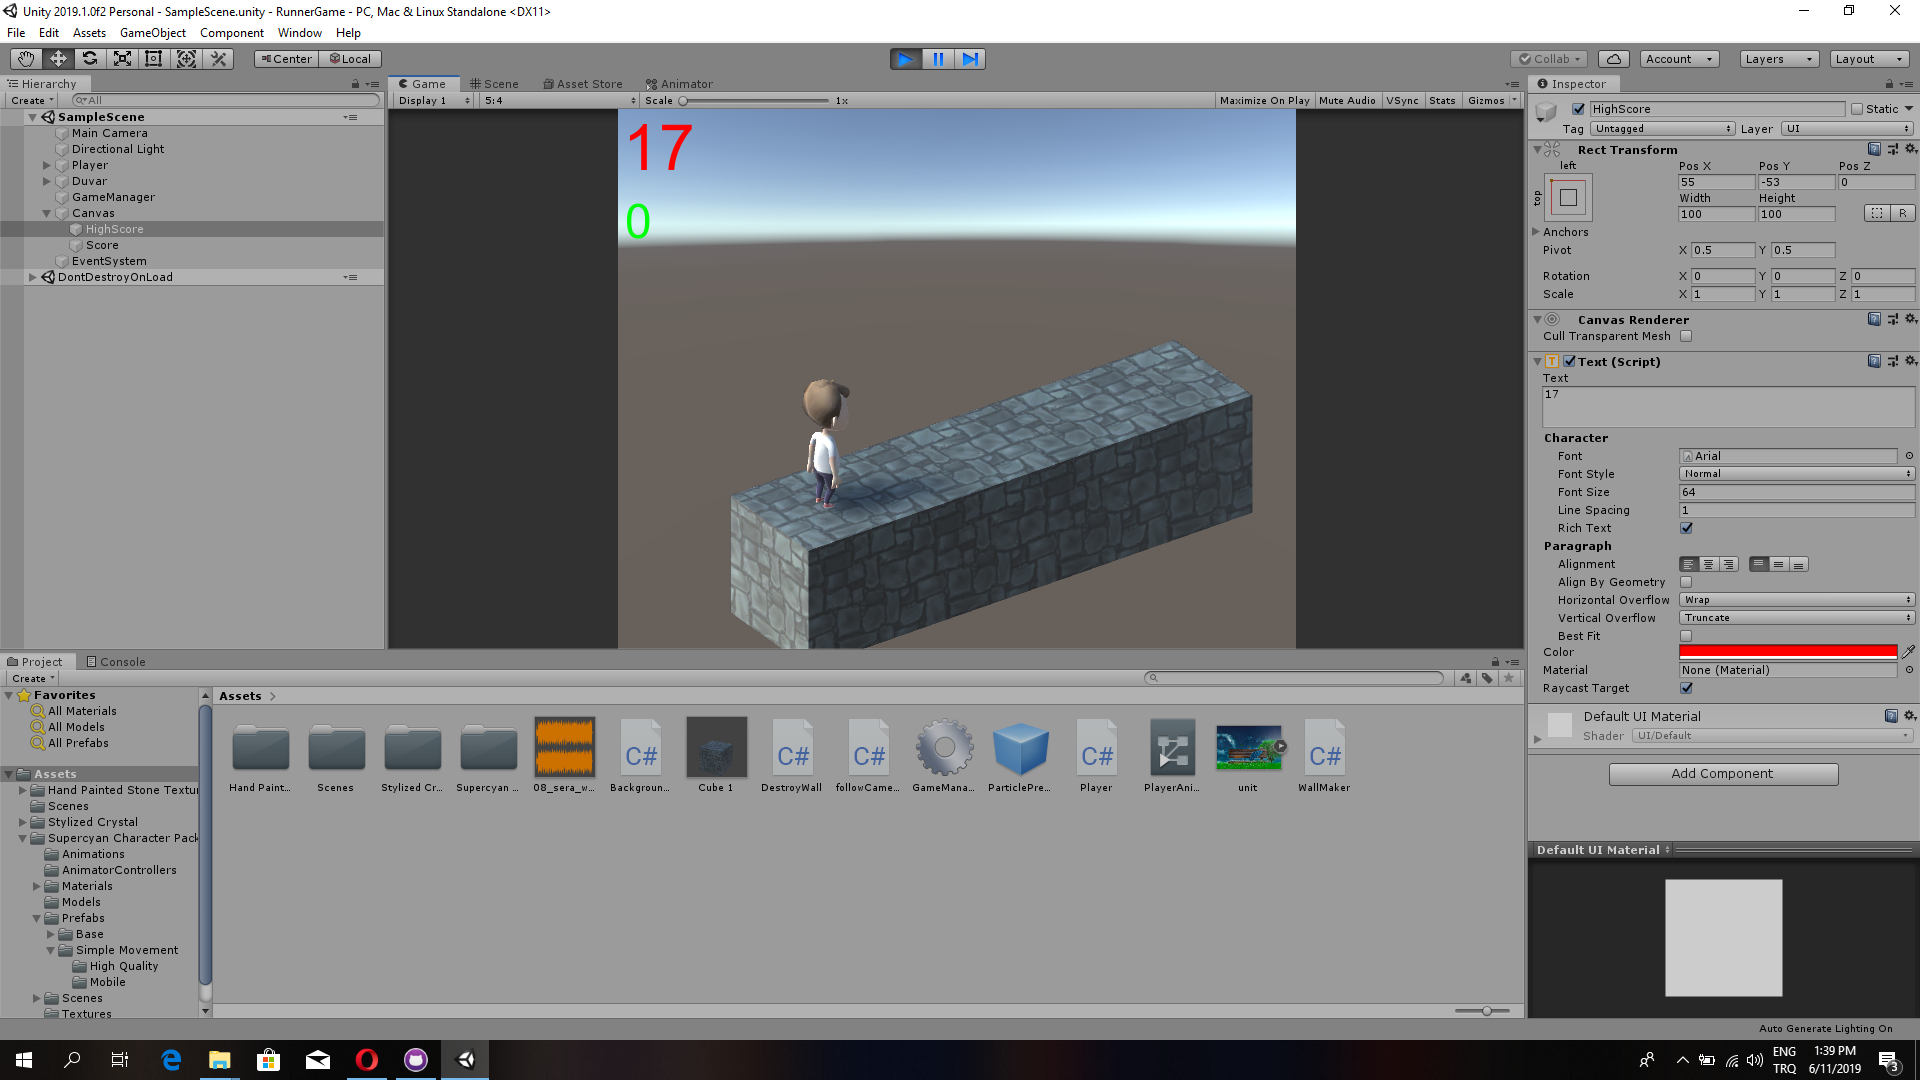 Unity 2019.1.0f2 Personal - SampleScene.unity - RunnerGame - PC, Mac & Linux Standalone <DX11>
File Edit Assets GameObject Component Window Help
Center Local Collab Account Layers Layout
Hierarchy
Create All
SampleScene
Main Camera
Directional Light
Player
Duvar
GameManager
Canvas
HighScore
Score
EventSystem
DontDestroyOnLoad
Game Scene Asset Store Animator
Display 1 5:4 Scale 1x Maximize On Play Mute Audio VSync Stats Gizmos
17
0
Inspector
HighScore Static
Tag Untagged Layer UI
Rect Transform
left
top
Pos X Pos Y Pos Z
55 -53 0
Width Height
100 100 R
Anchors
Pivot X 0.5 Y 0.5
Rotation X 0 Y 0 Z 0
Scale X 1 Y 1 Z 1
Canvas Renderer
Cull Transparent Mesh
Text (Script)
Text
17
Character
Font Arial
Font Style Normal
Font Size 64
Line Spacing 1
Rich Text
Paragraph
Alignment
Align By Geometry
Horizontal Overflow Wrap
Vertical Overflow Truncate
Best Fit
Color
Material None (Material)
Raycast Target
Default UI Material
Shader UI/Default
Add Component
Default UI Material
Project Console
Create
Favorites
All Materials
All Models
All Prefabs
Assets
Hand Painted Stone Textu
Scenes
Stylized Crystal
Supercyan Character Pack
Animations
AnimatorControllers
Materials
Models
Prefabs
Base
Simple Movement
High Quality
Mobile
Scenes
Textures
Assets
C# C# C# C# C#
Hand Paint... Scenes Stylized Cr... Supercyan ... 08_sera_w... Backgroun... Cube 1 DestroyWall followCame... GameMana... ParticlePre... Player PlayerAni... unit WallMaker
Auto Generate Lighting On
ENG 1:39 PM
TRQ 6/11/2019 3